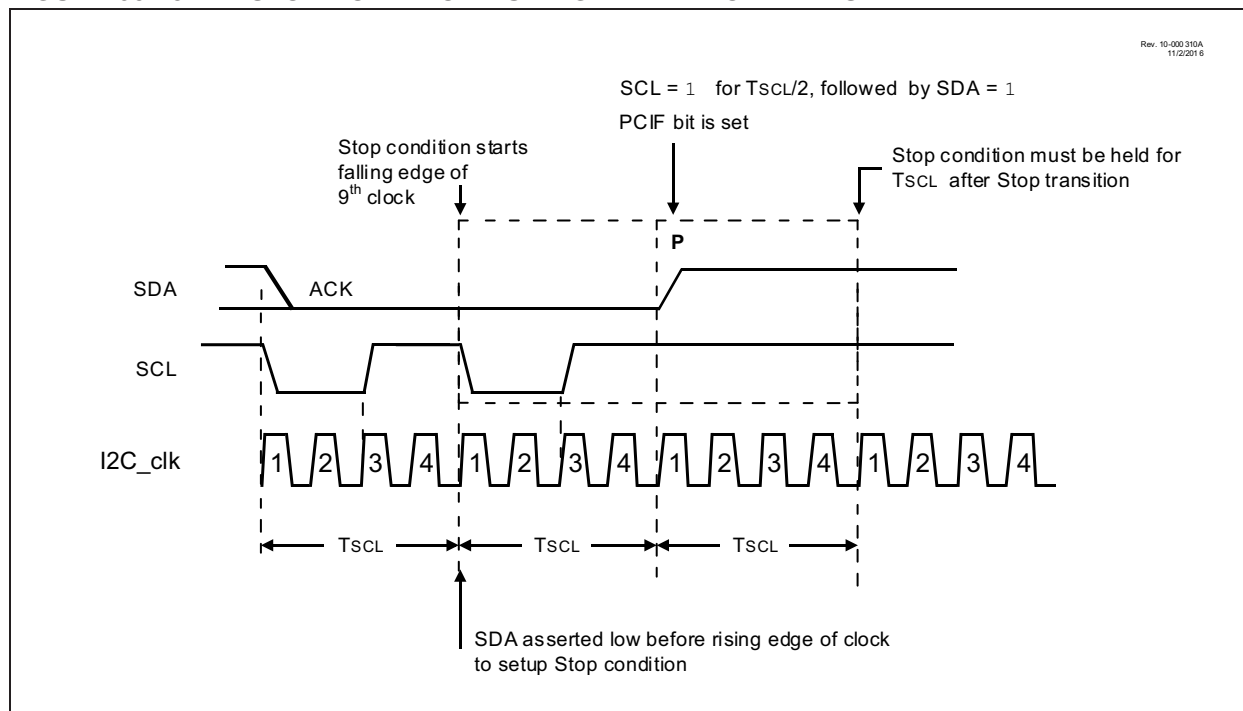 Rev. 10-000310A
11/2/2016
SCL = 1 for TSCL/2, followed by SDA = 1
PCIF bit is set
Stop condition starts
falling edge of
9th clock
Stop condition must be held for
TSCL after Stop transition
P
SDA
ACK
SCL
I2C_clk
1 2 3 4 1 2 3 4 1 2 3 4 1 2 3 4
TSCL TSCL TSCL
SDA asserted low before rising edge of clock
to setup Stop condition